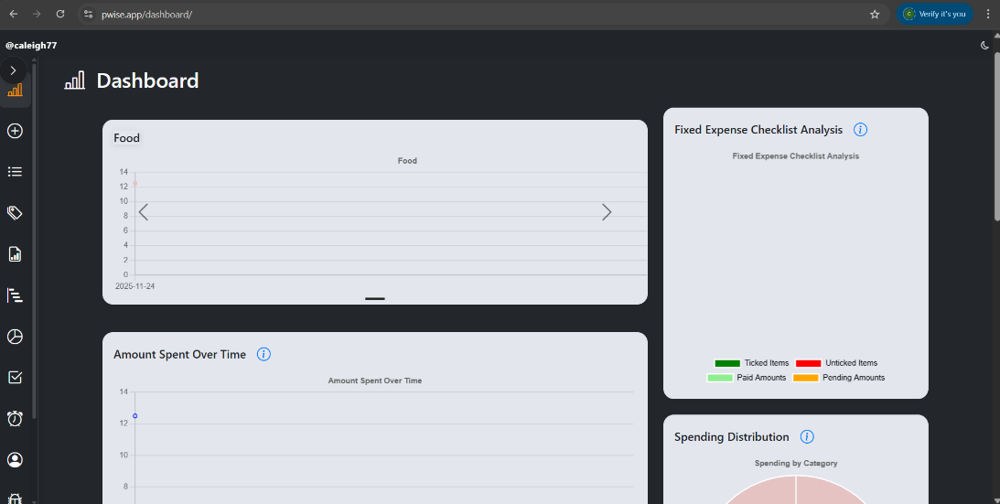 pwise.app/dashboard/
C
Verify it's you
@caleigh77
Dashboard
Food
Food
14
12
10
8
6
4
2
0
2025-11-24
Amount Spent Over Time
Amount Spent Over Time
14
12
10
8
Fixed Expense Checklist Analysis
Fixed Expense Checklist Analysis
Ticked Items Unticked Items
Paid Amounts Pending Amounts
Spending Distribution
Spending by Category